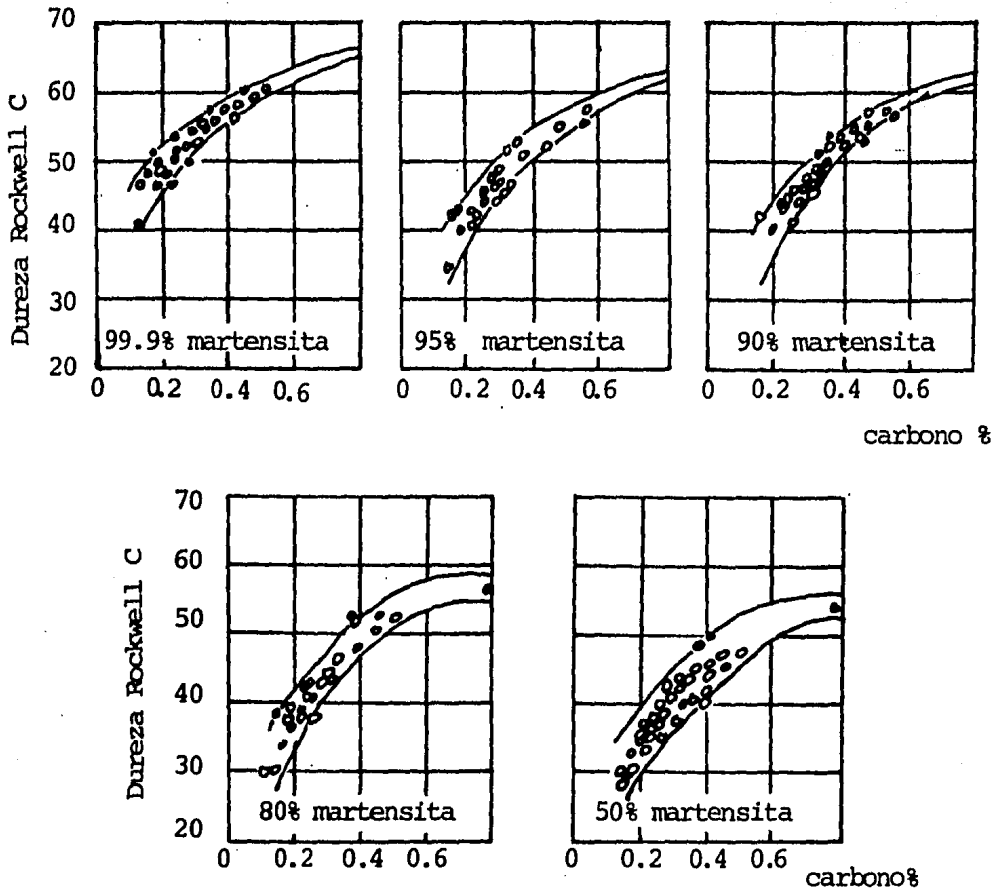 70
60
50
40
30
20
Dureza Rockwell C
99.9% martensita
95% martensita
90% martensita
0 0.2 0.4 0.6
0 0.2 0.4 0.6
0 0.2 0.4 0.6
carbono %
70
60
50
40
30
20
Dureza Rockwell C
80% martensita
50% martensita
0 0.2 0.4 0.6
0 0.2 0.4 0.6
carbono%